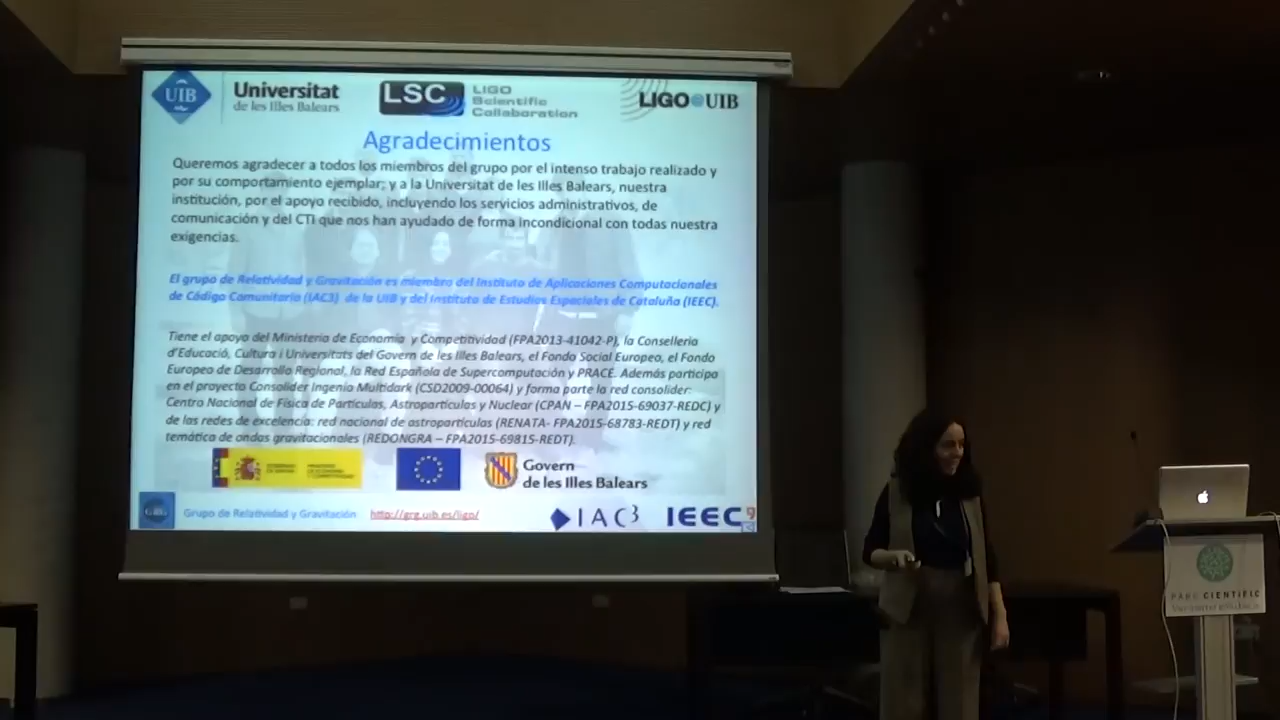 UIB
Universitat
de les Illes Balears
LSC
LIGO
Scientific
Collaboration
LIGO@UIB
Agradecimientos
Queremos agradecer a todos los miembros del grupo por el intenso trabajo realizado y
por su comportamiento ejemplar; y a la Universitat de les Illes Balears, nuestra
institución, por el apoyo recibido, incluyendo los servicios administrativos, de
comunicación y del CTI que nos han ayudado de forma incondicional con todas nuestra
exigencias.
El grupo de Relatividad y Gravitación es miembro del Instituto de Aplicaciones Computacionales
de Código Comunitario (IAC3) de la UIB y del Instituto de Estudios Espaciales de Cataluña (IEEC).
Tiene el apoyo del Ministerio de Economía y Competitividad (FPA2013-41042-P), la Conselleria
d'Educació, Cultura i Universitats del Govern de les Illes Balears, el Fondo Social Europeo, el Fondo
Europeo de Desarrollo Regional, la Red Española de Supercomputación y PRACE. Además participa
en el proyecto Consolider Ingenio Multidark (CSD2009-00064) y forma parte la red consolider:
Centro Nacional de Física de Partículas, Astropartículas y Nuclear (CPAN – FPA2015-69037-REDC) y
de las redes de excelencia: red nacional de astropartículas (RENATA- FPA2015-68783-REDT) y red
temática de ondas gravitacionales (REDONGRA – FPA2015-69815-REDT).
Govern
de les Illes Balears
GRG
Grupo de Relatividad y Gravitación
http://grg.uib.es/ligo/
IAC3
IEEC
PARC CIENTÍFIC